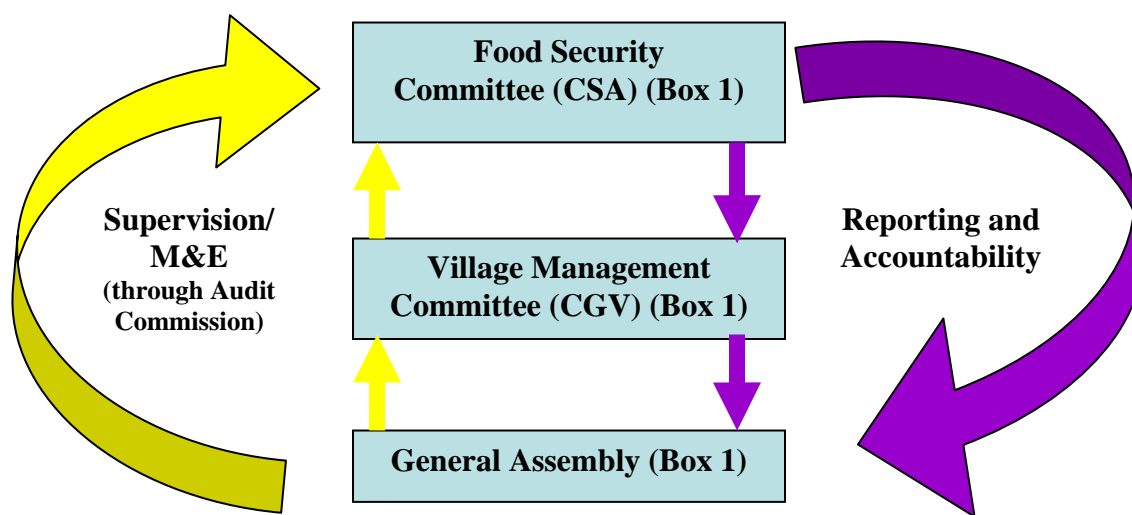 Food Security
Committee (CSA) (Box 1)
Supervision/
M&E
(through Audit
Commission)
Reporting and
Accountability
Village Management
Committee (CGV) (Box 1)
General Assembly (Box 1)